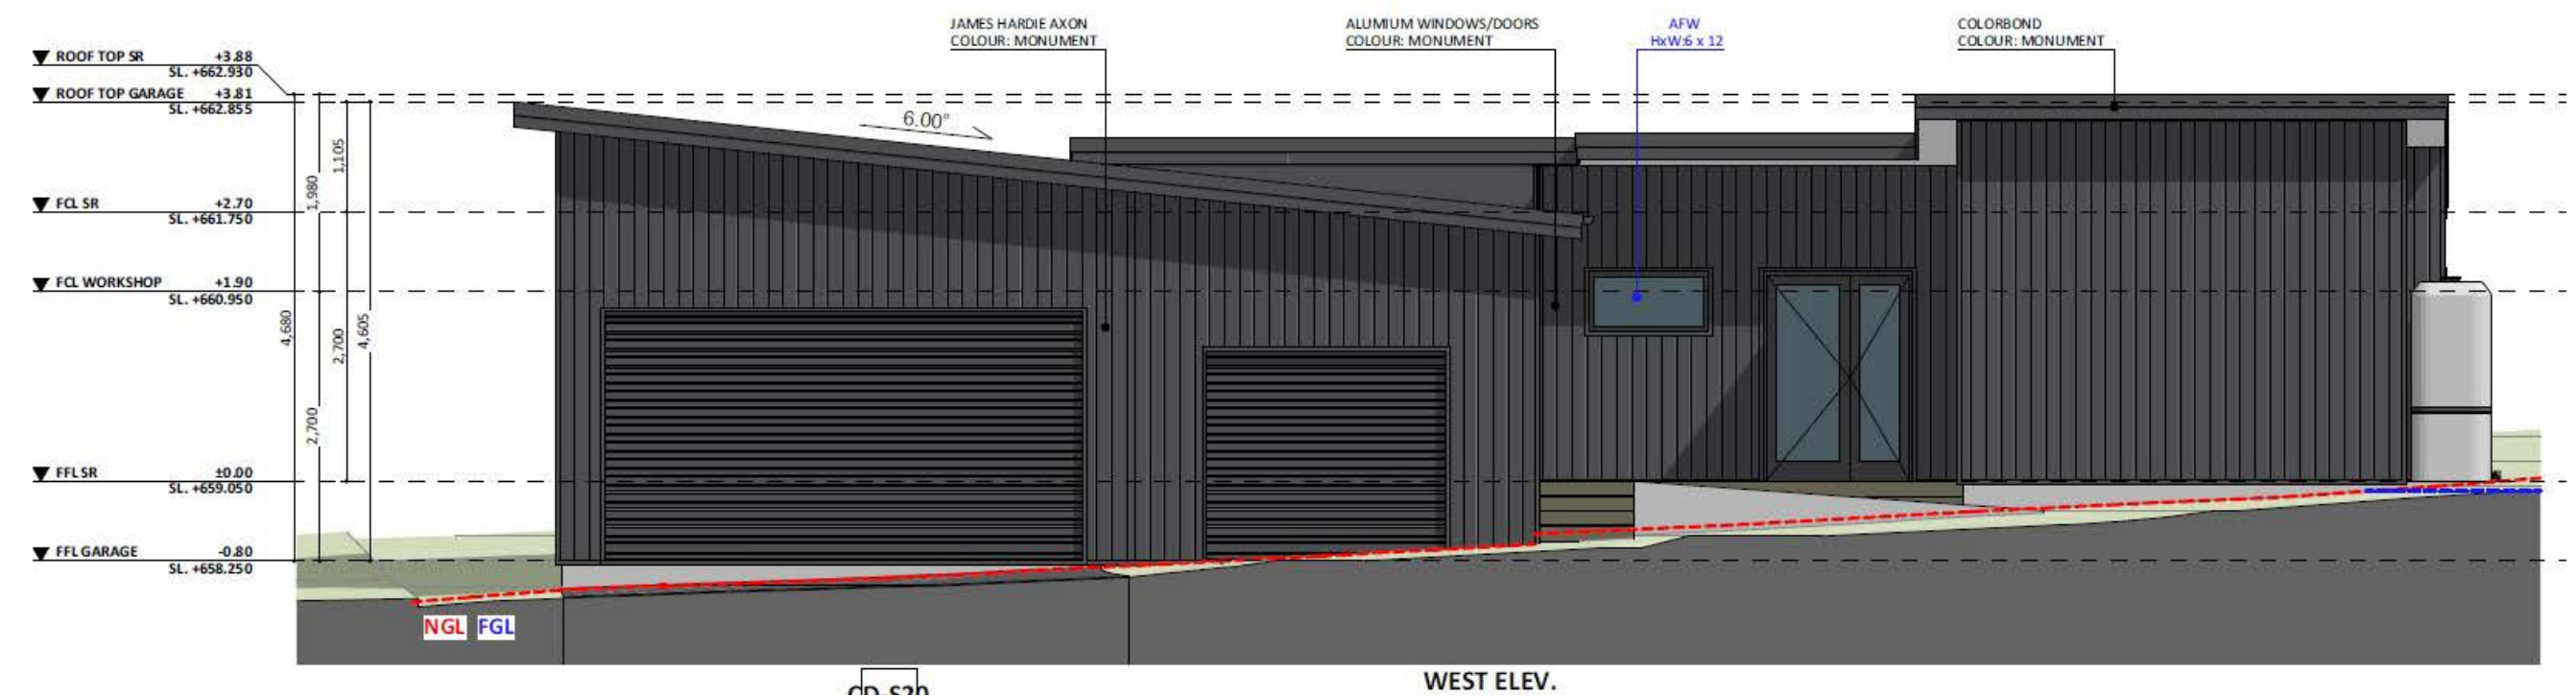 JAMES HARDIE AXON
COLOUR: MONUMENT
ALUMIUM WINDOWS/DOORS
COLOUR: MONUMENT
AFW
HxW:6 x 12
COLORBOND
COLOUR: MONUMENT
ROOF TOP SR +3.88
SL. +662.930
ROOF TOP GARAGE +3.81
SL. +662.855
6.00°
FCL SR +2.70
SL. +661.750
FCL WORKSHOP +1.90
SL. +660.950
FFL SR ±0.00
SL. +659.050
FFL GARAGE -0.80
SL. +658.250
4,680
1,980
2,700
1,105
2,700
4,605
NGL FGL
WEST ELEV.